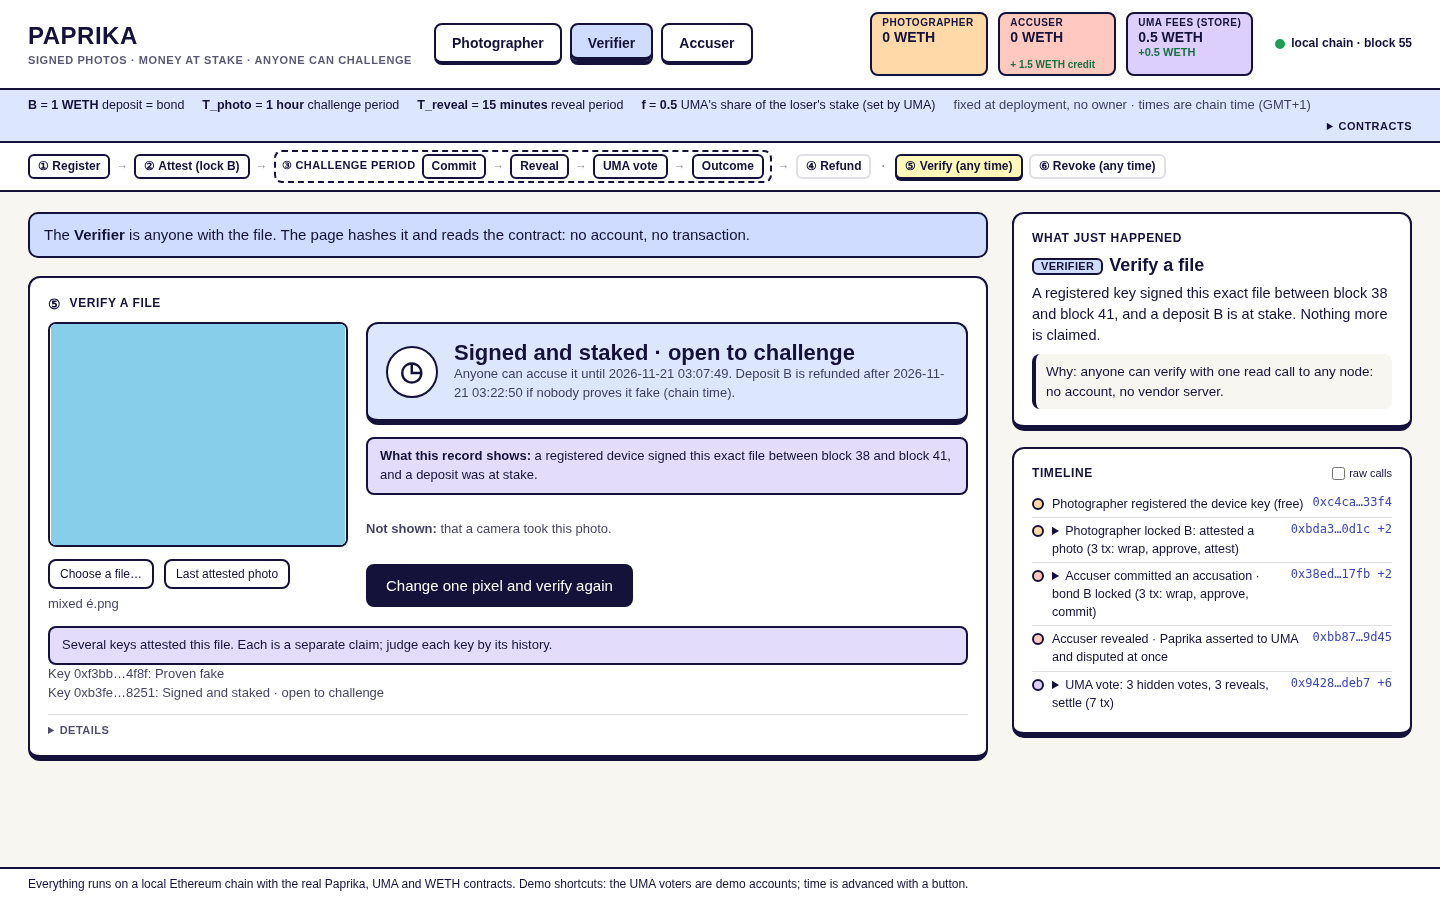 PAPRIKA
SIGNED PHOTOS · MONEY AT STAKE · ANYONE CAN CHALLENGE
Photographer
Verifier
Accuser
PHOTOGRAPHER
0 WETH
ACCUSER
0 WETH
+ 1.5 WETH credit
UMA FEES (STORE)
0.5 WETH
+0.5 WETH
local chain · block 55
B = 1 WETH deposit = bond T_photo = 1 hour challenge period T_reveal = 15 minutes reveal period f = 0.5 UMA's share of the loser's stake (set by UMA) fixed at deployment, no owner · times are chain time (GMT+1)
▶ CONTRACTS
① Register → ② Attest (lock B) → ③ CHALLENGE PERIOD Commit → Reveal → UMA vote → Outcome → ④ Refund · ⑤ Verify (any time) ⑥ Revoke (any time)
The Verifier is anyone with the file. The page hashes it and reads the contract: no account, no transaction.
⑤ VERIFY A FILE
Signed and staked · open to challenge
Anyone can accuse it until 2026-11-21 03:07:49. Deposit B is refunded after 2026-11-
21 03:22:50 if nobody proves it fake (chain time).
What this record shows: a registered device signed this exact file between block 38 and block 41,
and a deposit was at stake.
Not shown: that a camera took this photo.
Choose a file…
Last attested photo
mixed é.png
Change one pixel and verify again
Several keys attested this file. Each is a separate claim; judge each key by its history.
Key 0xf3bb…4f8f: Proven fake
Key 0xb3fe…8251: Signed and staked · open to challenge
▶ DETAILS
WHAT JUST HAPPENED
VERIFIER Verify a file
A registered key signed this exact file between block 38
and block 41, and a deposit B is at stake. Nothing more
is claimed.
Why: anyone can verify with one read call to any node:
no account, no vendor server.
TIMELINE
raw calls
Photographer registered the device key (free) 0xc4ca…33f4
▶ Photographer locked B: attested a 0xbda3…0d1c +2
photo (3 tx: wrap, approve, attest)
▶ Accuser committed an accusation · 0x38ed…17fb +2
bond B locked (3 tx: wrap, approve,
commit)
Accuser revealed · Paprika asserted to UMA 0xbb87…9d45
and disputed at once
▶ UMA vote: 3 hidden votes, 3 reveals, 0x9428…deb7 +6
settle (7 tx)
Everything runs on a local Ethereum chain with the real Paprika, UMA and WETH contracts. Demo shortcuts: the UMA voters are demo accounts; time is advanced with a button.